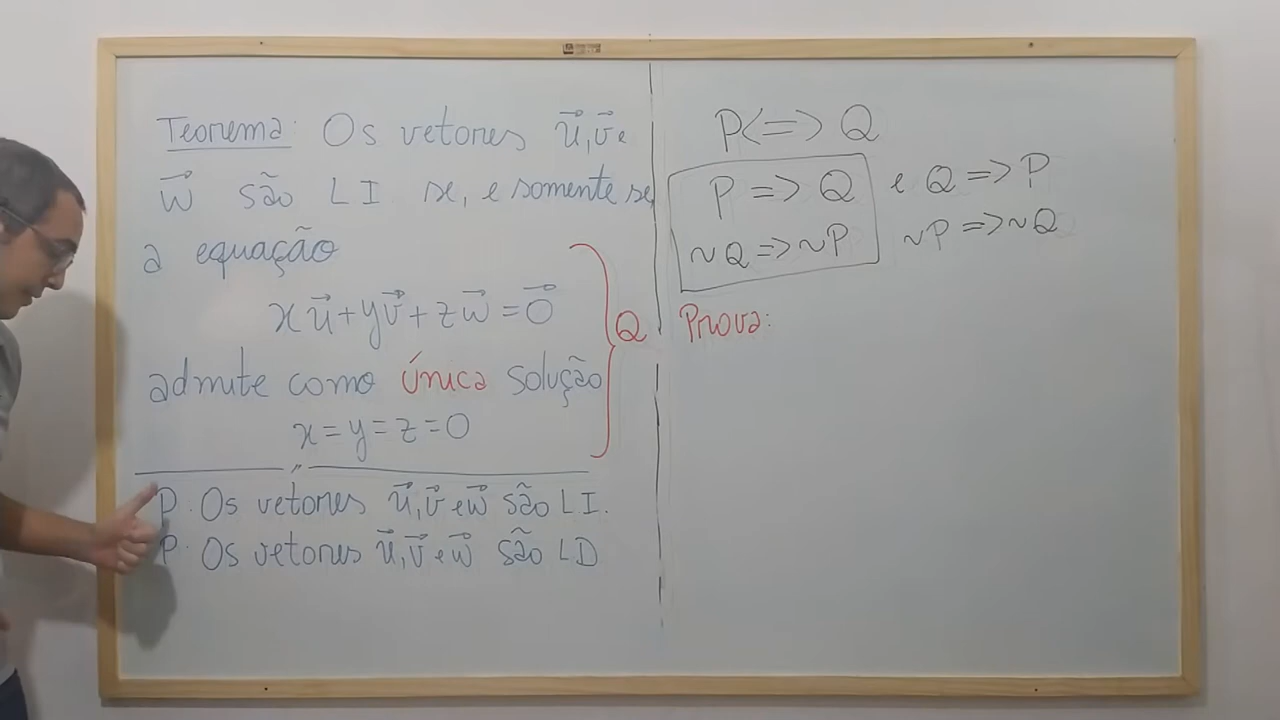 Teorema: Os vetores u⃗, v⃗ e
w⃗ são LI se, e somente se,
a equação
xu⃗ + yv⃗ + zw⃗ = 0⃗
admite como única solução
x = y = z = 0
Q
P: Os vetores u⃗, v⃗ e w⃗ são LI.
P: Os vetores u⃗, v⃗ e w⃗ são LD
P <=> Q
P => Q e Q => P
~Q => ~P ~P => ~Q
Prova: